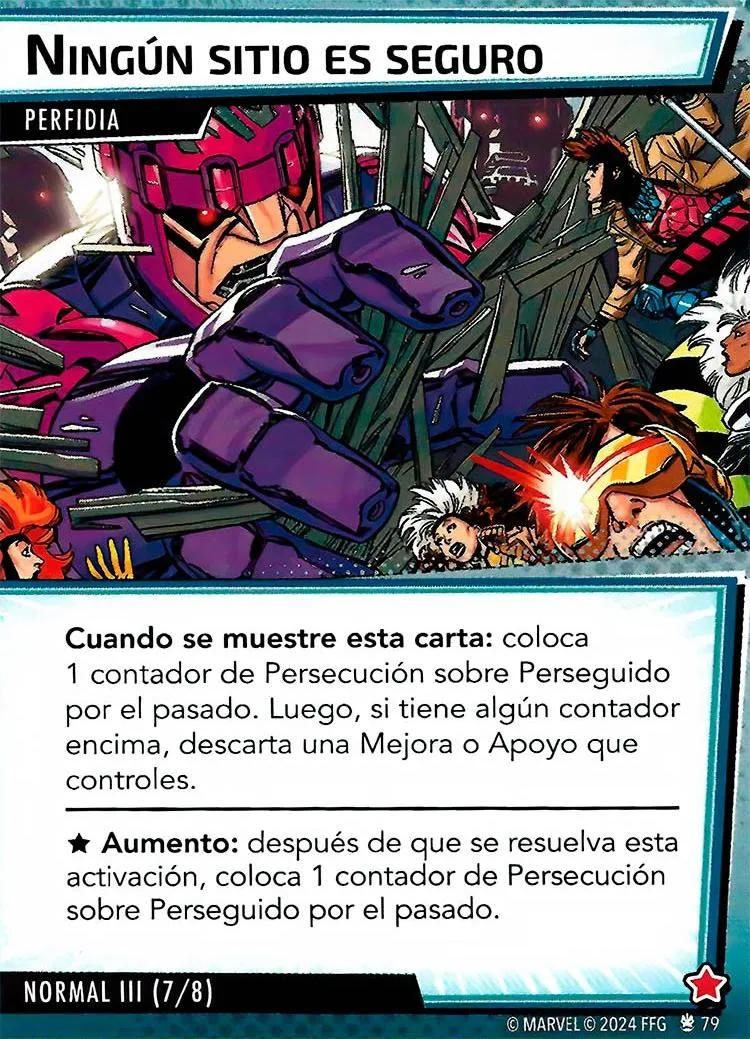 NINGÚN SITIO ES SEGURO
PERFIDIA
Cuando se muestre esta carta: coloca
1 contador de Persecución sobre Perseguido
por el pasado. Luego, si tiene algún contador
encima, descarta una Mejora o Apoyo que
controles.
★ Aumento: después de que se resuelva esta
activación, coloca 1 contador de Persecución
sobre Perseguido por el pasado.
NORMAL III (7/8)
© MARVEL © 2024 FFG 79